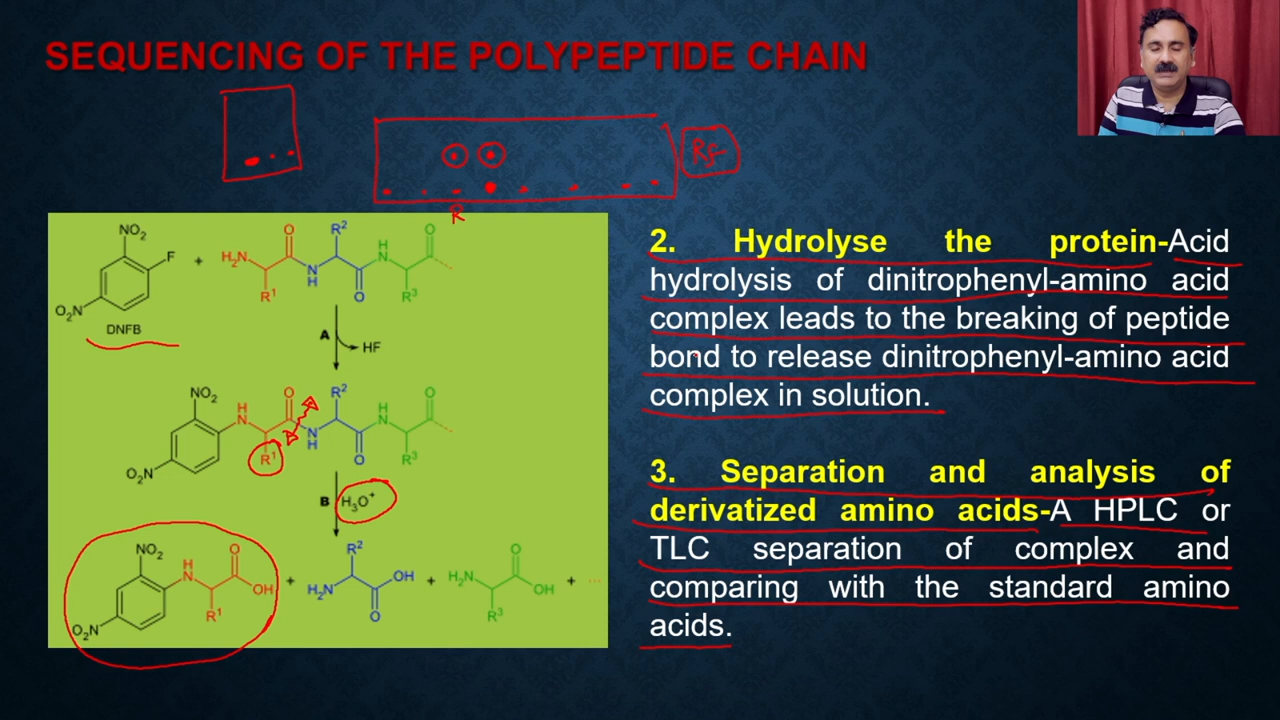 SEQUENCING OF THE POLYPEPTIDE CHAIN
Rf
R
NO₂
F
O₂N
DNFB
+
H₂N
O
R¹
N
H
R²
O
H
N
R³
O
A
HF
NO₂
O₂N
H
N
O
R¹
N
H
R²
O
H
N
R³
O
B H₃O⁺
NO₂
O₂N
H
N
O
OH
R¹
+
H₂N
R²
OH
O
+
H₂N
O
OH
R³
+ ...
2. Hydrolyse the protein-Acid
hydrolysis of dinitrophenyl-amino acid
complex leads to the breaking of peptide
bond to release dinitrophenyl-amino acid
complex in solution.
3. Separation and analysis of
derivatized amino acids-A HPLC or
TLC separation of complex and
comparing with the standard amino
acids.